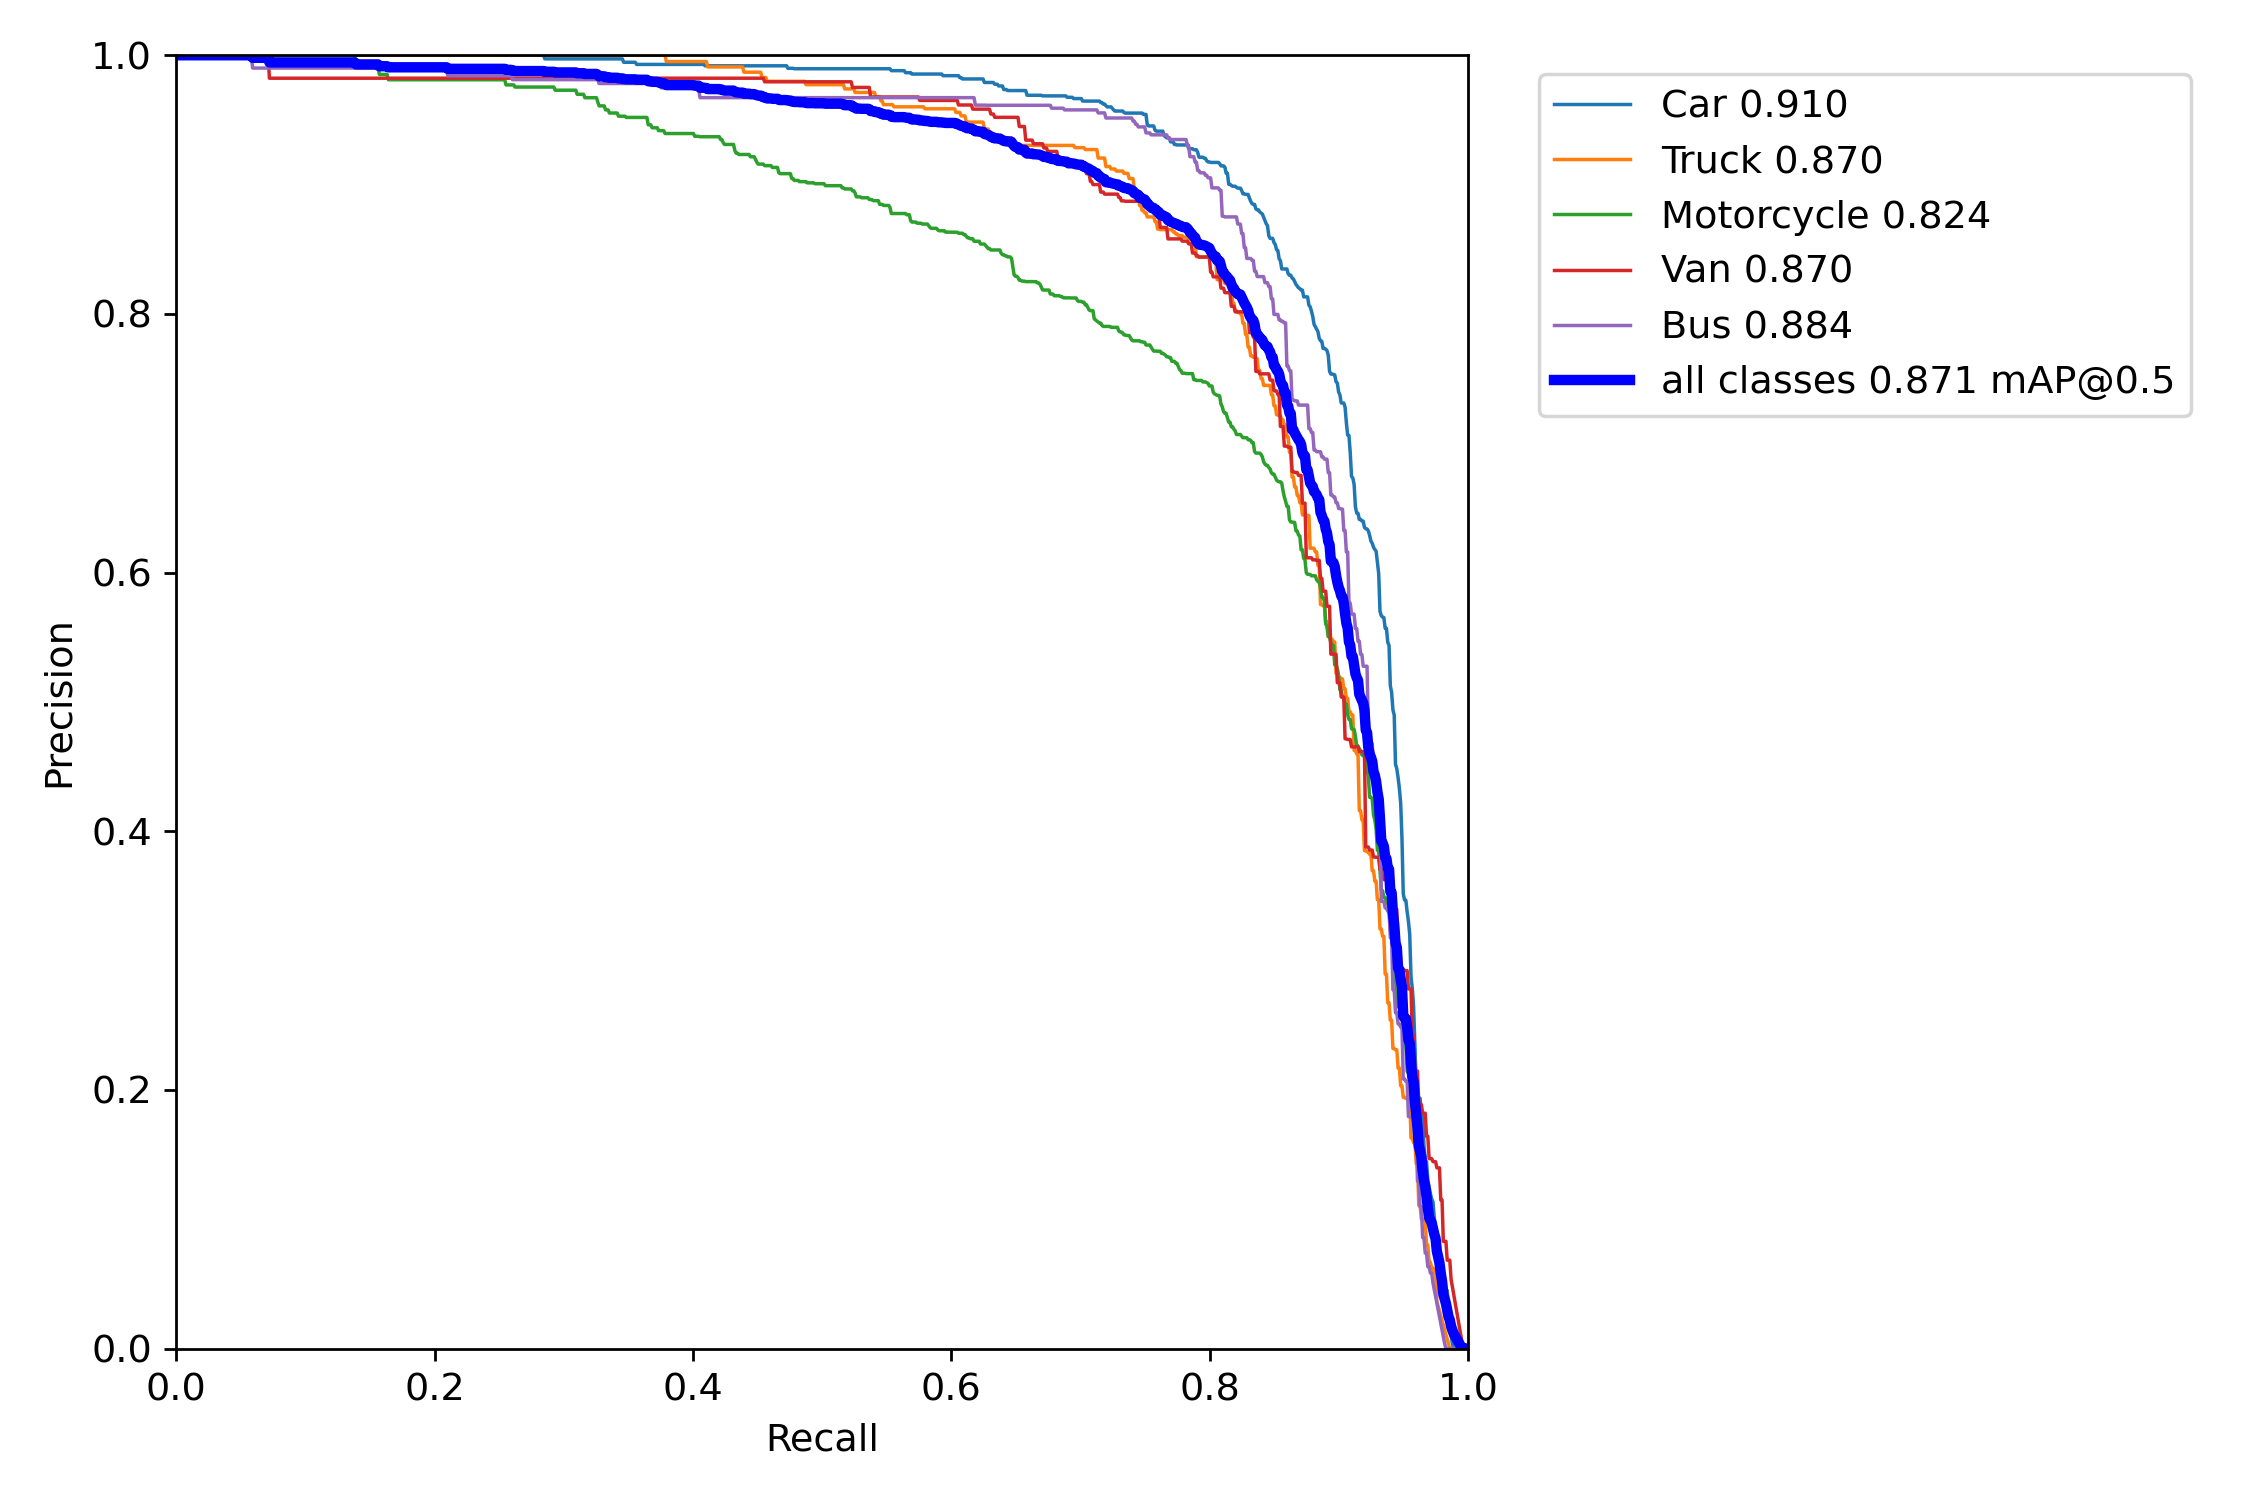 1.0
0.8
0.6
0.4
0.2
0.0
Precision
0.0 0.2 0.4 0.6 0.8 1.0
Recall
Car 0.910
Truck 0.870
Motorcycle 0.824
Van 0.870
Bus 0.884
all classes 0.871 mAP@0.5